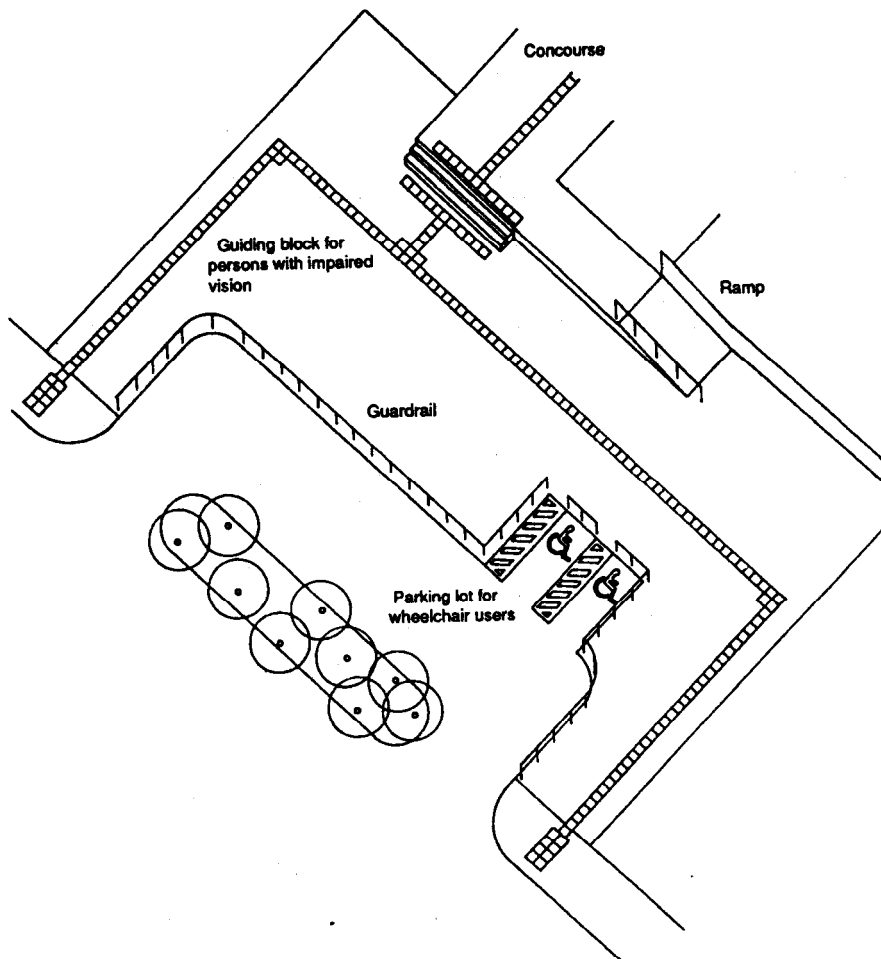 Concourse
Guiding block for
persons with impaired
vision
Ramp
Guardrail
Parking lot for
wheelchair users